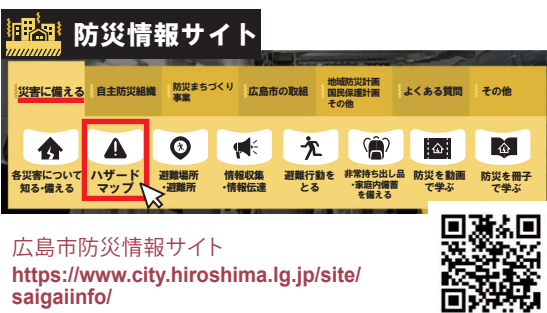 防災情報サイト
災害に備える
自主防災組織
防災まちづくり
事業
広島市の取組
地域防災計画
国民保護計画
その他
よくある質問
その他
各災害について
知る・備える
ハザード
マップ
避難場所
・避難所
情報収集
・情報伝達
避難行動を
とる
非常持ち出し品
・家庭内備蓄
を備える
防災を動画
で学ぶ
防災を冊子
で学ぶ
広島市防災情報サイト
https://www.city.hiroshima.lg.jp/site/
saigaiinfo/